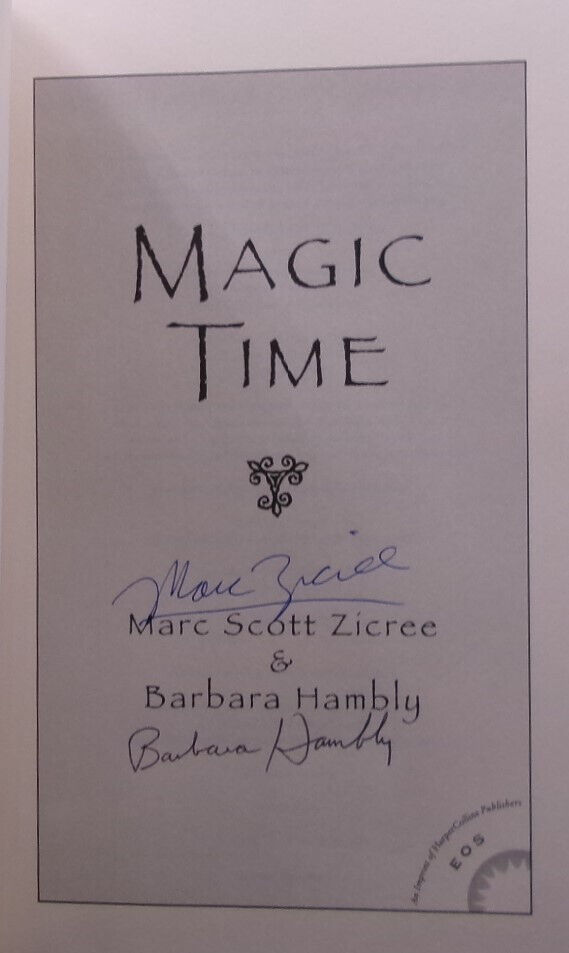 MAGIC
TIME
Marc Zicree
Marc Scott Zicree
&
Barbara Hambly
Barbara Hambly
An Imprint of HarperCollins Publishers
EOS